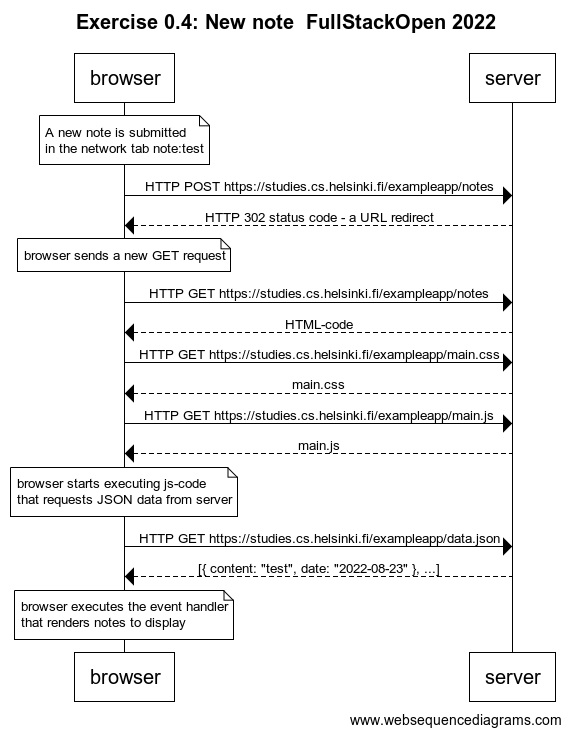 Exercise 0.4: New note  FullStackOpen 2022
browser
server
A new note is submitted
in the network tab note:test
HTTP POST https://studies.cs.helsinki.fi/exampleapp/notes
HTTP 302 status code - a URL redirect
browser sends a new GET request
HTTP GET https://studies.cs.helsinki.fi/exampleapp/notes
HTML-code
HTTP GET https://studies.cs.helsinki.fi/exampleapp/main.css
main.css
HTTP GET https://studies.cs.helsinki.fi/exampleapp/main.js
main.js
browser starts executing js-code
that requests JSON data from server
HTTP GET https://studies.cs.helsinki.fi/exampleapp/data.json
[{ content: "test", date: "2022-08-23" }, ...]
browser executes the event handler
that renders notes to display
browser
server
www.websequencediagrams.com